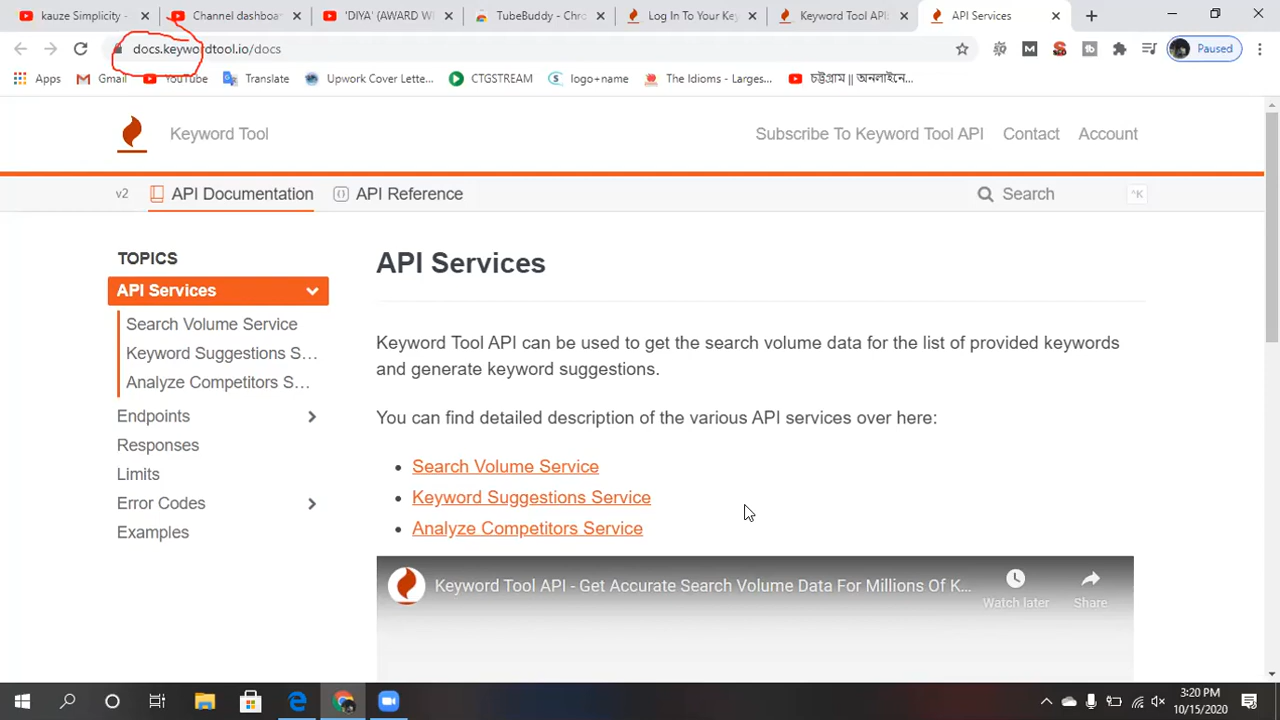 kauze Simplicity -
Channel dashboa
'DIYA' (AWARD W
TubeBuddy - Chro
Log In To Your Key
Keyword Tool API
API Services
docs.keywordtool.io/docs
Paused
Apps
Gmail
YouTube
Translate
Upwork Cover Lette...
CTGSTREAM
logo+name
The Idioms - Larges...
চট্টগ্রাম || অনলাইনে...
Keyword Tool
Subscribe To Keyword Tool API
Contact
Account
v2
API Documentation
API Reference
Search
^K
TOPICS
API Services
Search Volume Service
Keyword Suggestions S...
Analyze Competitors S...
Endpoints
Responses
Limits
Error Codes
Examples
API Services
Keyword Tool API can be used to get the search volume data for the list of provided keywords
and generate keyword suggestions.
You can find detailed description of the various API services over here:
Search Volume Service
Keyword Suggestions Service
Analyze Competitors Service
Keyword Tool API - Get Accurate Search Volume Data For Millions Of K...
Watch later
Share
3:20 PM
10/15/2020